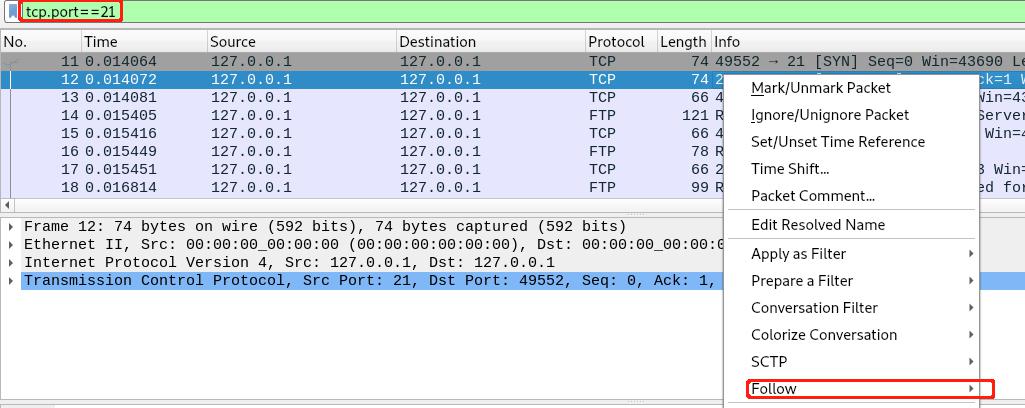 tcp.port==21
No. Time Source Destination Protocol Length Info
11 0.014064 127.0.0.1 127.0.0.1 TCP 74 49552 → 21 [SYN] Seq=0 Win=43690 Le
12 0.014072 127.0.0.1 127.0.0.1 TCP 74 2 ck=1 W
13 0.014081 127.0.0.1 127.0.0.1 TCP 66 4 Win=43
14 0.015405 127.0.0.1 127.0.0.1 FTP 121 R Server
15 0.015416 127.0.0.1 127.0.0.1 TCP 66 4 Win=4
16 0.015449 127.0.0.1 127.0.0.1 FTP 78 R
17 0.015451 127.0.0.1 127.0.0.1 TCP 66 2 3 Win=
18 0.016814 127.0.0.1 127.0.0.1 FTP 99 R ed for
Mark/Unmark Packet
Ignore/Unignore Packet
Set/Unset Time Reference
Time Shift...
Packet Comment...
Edit Resolved Name
Apply as Filter
Prepare a Filter
Conversation Filter
Colorize Conversation
SCTP
Follow
Frame 12: 74 bytes on wire (592 bits), 74 bytes captured (592 bits)
Ethernet II, Src: 00:00:00_00:00:00 (00:00:00:00:00:00), Dst: 00:00:00_00:00:0
Internet Protocol Version 4, Src: 127.0.0.1, Dst: 127.0.0.1
Transmission Control Protocol, Src Port: 21, Dst Port: 49552, Seq: 0, Ack: 1,